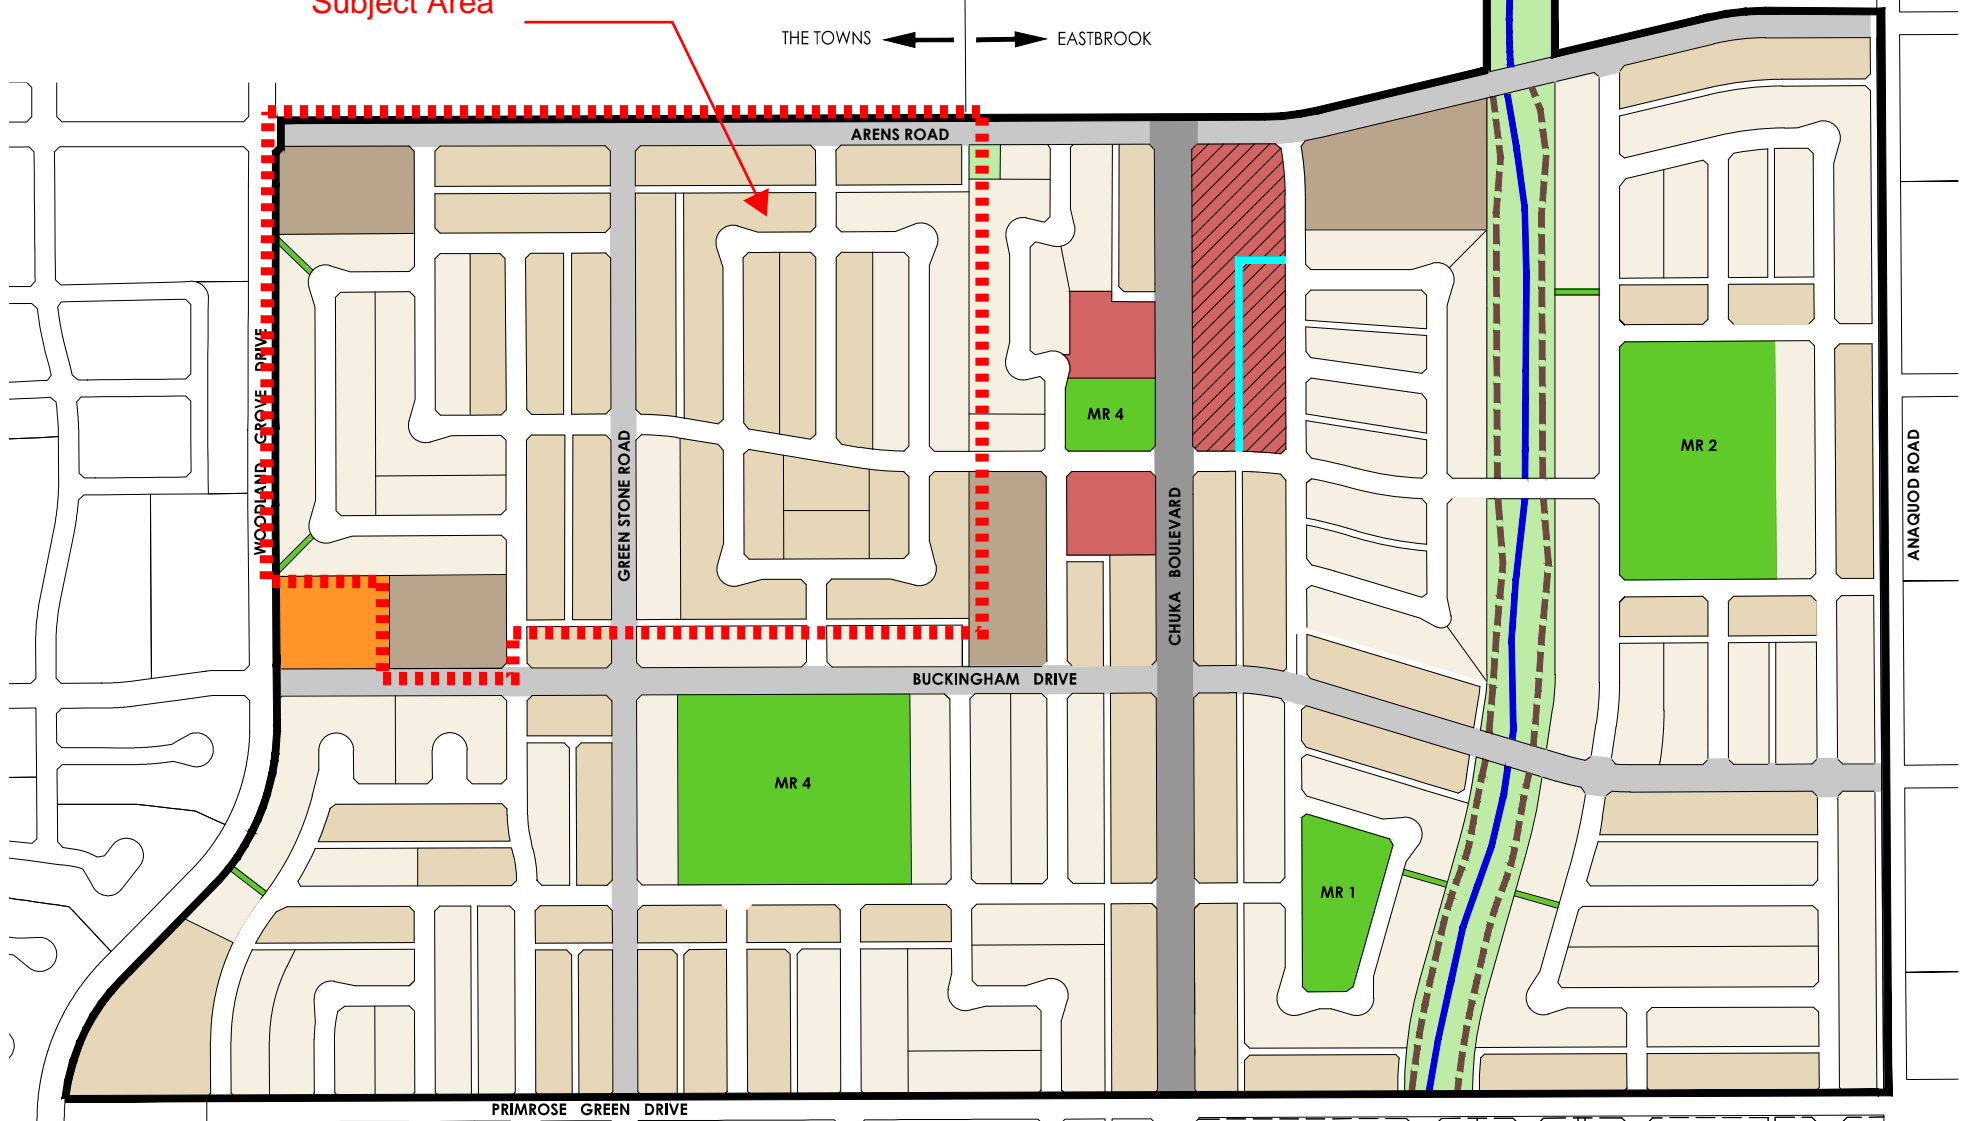 Subject Area
THE TOWNS
EASTBROOK
ARENS ROAD
WOODLAND GROVE DRIVE
GREEN STONE ROAD
MR 4
CHUKA BOULEVARD
MR 2
ANAQUOD ROAD
BUCKINGHAM DRIVE
MR 4
MR 1
PRIMROSE GREEN DRIVE